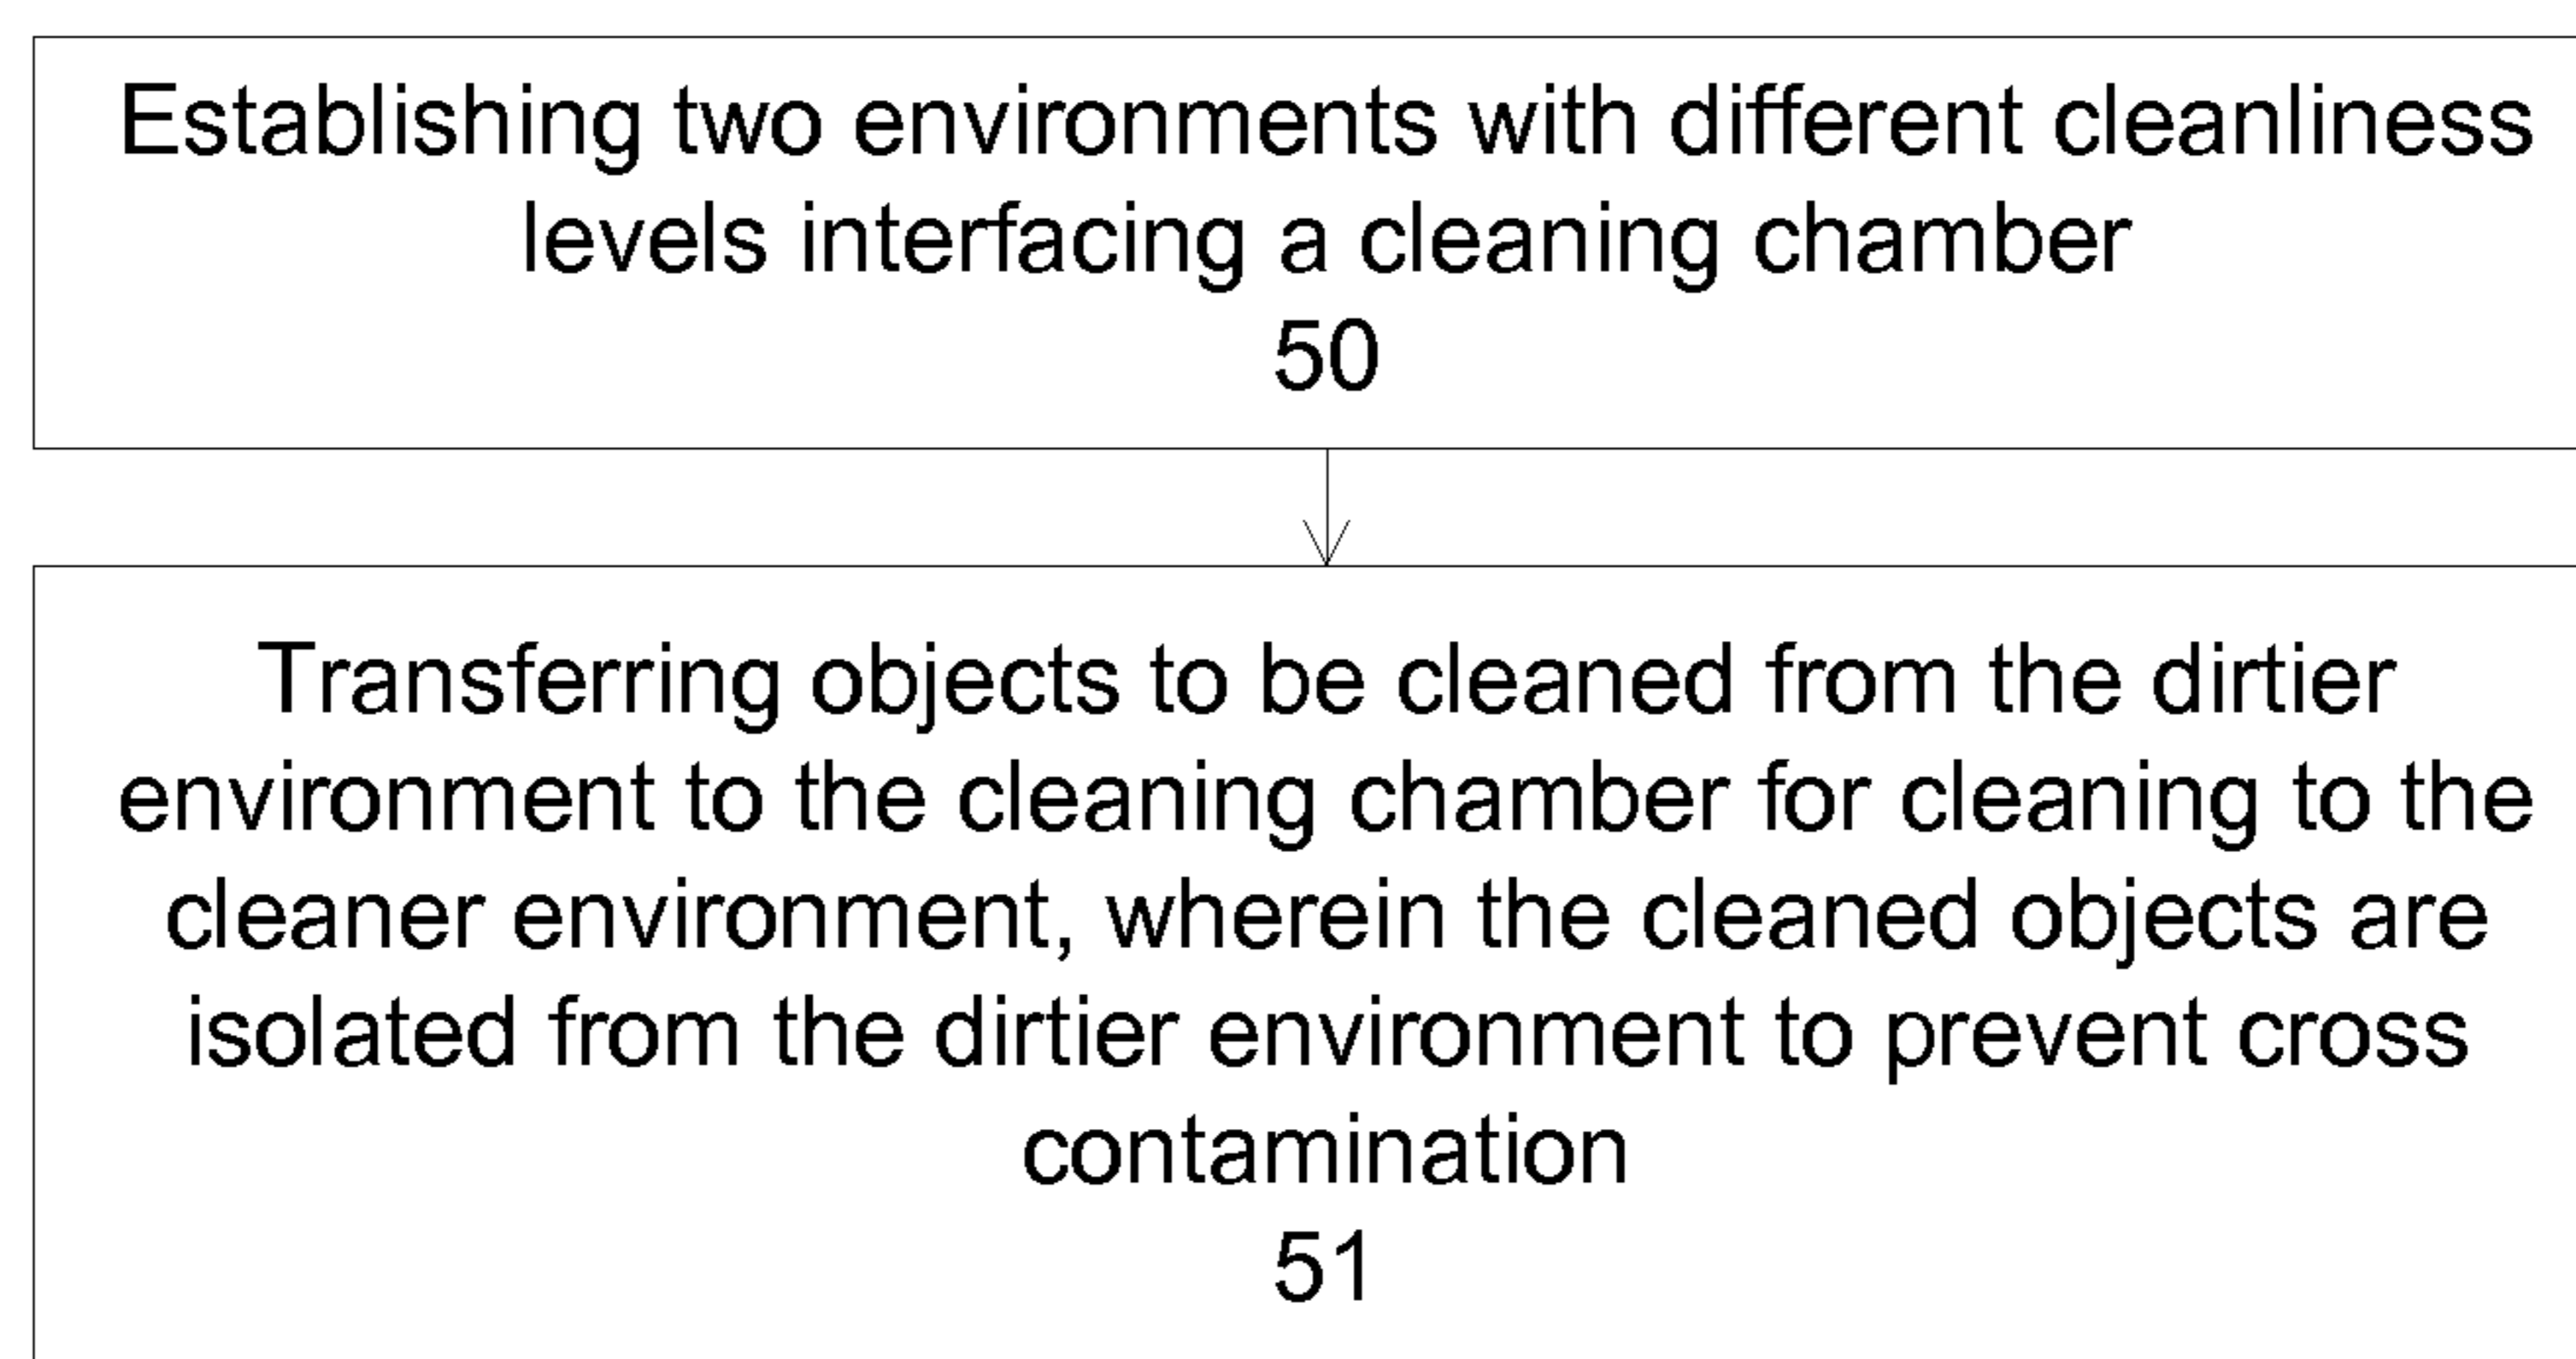 Establishing two environments with different cleanliness
levels interfacing a cleaning chamber
50
Transferring objects to be cleaned from the dirtier
environment to the cleaning chamber for cleaning to the
cleaner environment, wherein the cleaned objects are
isolated from the dirtier environment to prevent cross
contamination
51